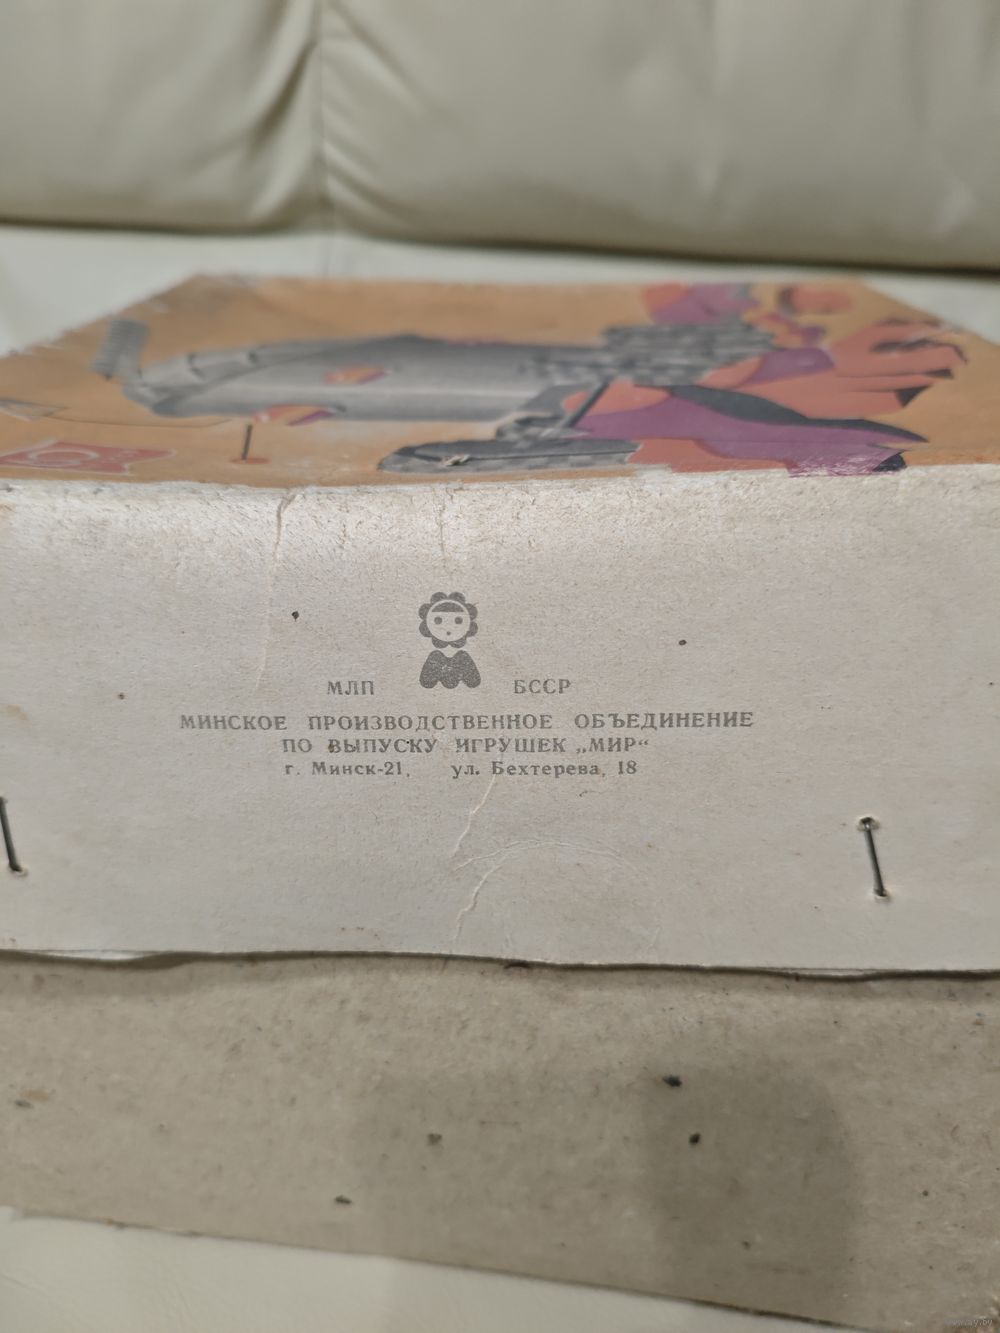 МЛП БССР
МИНСКОЕ ПРОИЗВОДСТВЕННОЕ ОБЪЕДИНЕНИЕ
ПО ВЫПУСКУ ИГРУШЕК „МИР“
г. Минск-21, ул. Бехтерева, 18